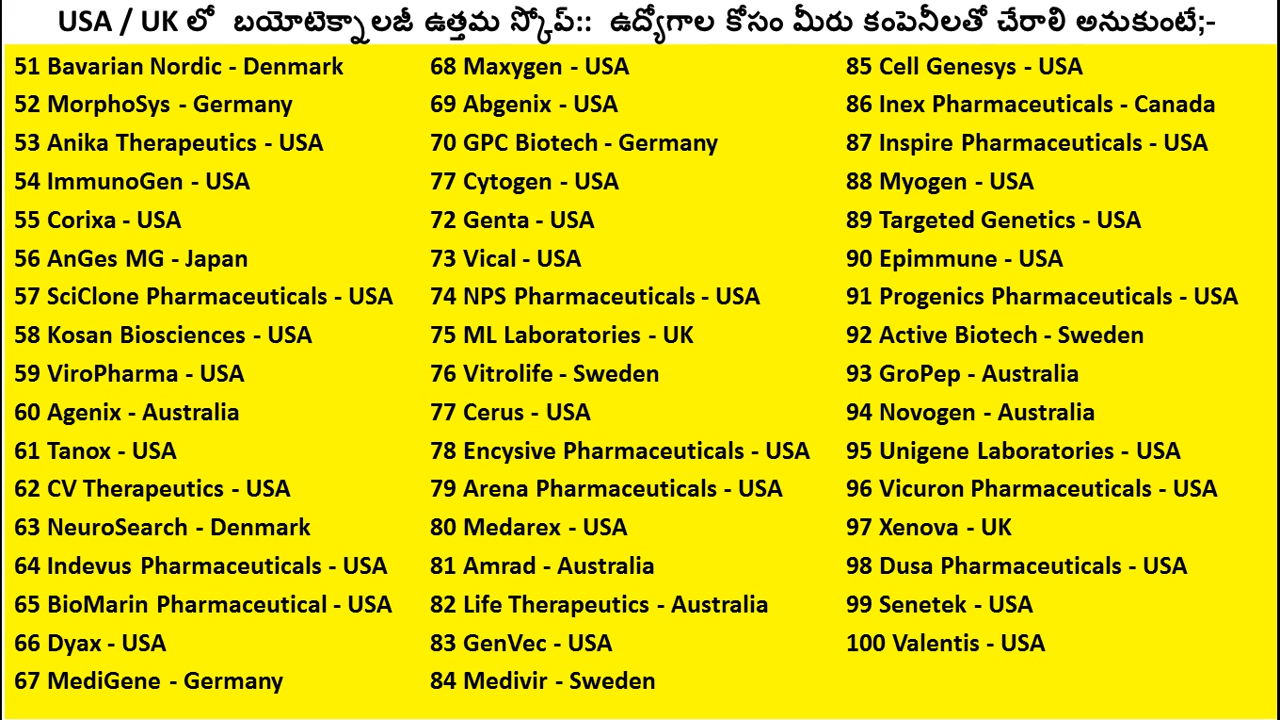 USA / UK లో బయోటెక్నాలజీ ఉత్తమ స్కోప్:: ఉద్యోగాల కోసం మీరు కంపెనీలతో చేరాలి అనుకుంటే;-
51 Bavarian Nordic - Denmark
52 MorphoSys - Germany
53 Anika Therapeutics - USA
54 ImmunoGen - USA
55 Corixa - USA
56 AnGes MG - Japan
57 SciClone Pharmaceuticals - USA
58 Kosan Biosciences - USA
59 ViroPharma - USA
60 Agenix - Australia
61 Tanox - USA
62 CV Therapeutics - USA
63 NeuroSearch - Denmark
64 Indevus Pharmaceuticals - USA
65 BioMarin Pharmaceutical - USA
66 Dyax - USA
67 MediGene - Germany
68 Maxygen - USA
69 Abgenix - USA
70 GPC Biotech - Germany
77 Cytogen - USA
72 Genta - USA
73 Vical - USA
74 NPS Pharmaceuticals - USA
75 ML Laboratories - UK
76 Vitrolife - Sweden
77 Cerus - USA
78 Encysive Pharmaceuticals - USA
79 Arena Pharmaceuticals - USA
80 Medarex - USA
81 Amrad - Australia
82 Life Therapeutics - Australia
83 GenVec - USA
84 Medivir - Sweden
85 Cell Genesys - USA
86 Inex Pharmaceuticals - Canada
87 Inspire Pharmaceuticals - USA
88 Myogen - USA
89 Targeted Genetics - USA
90 Epimmune - USA
91 Progenics Pharmaceuticals - USA
92 Active Biotech - Sweden
93 GroPep - Australia
94 Novogen - Australia
95 Unigene Laboratories - USA
96 Vicuron Pharmaceuticals - USA
97 Xenova - UK
98 Dusa Pharmaceuticals - USA
99 Senetek - USA
100 Valentis - USA